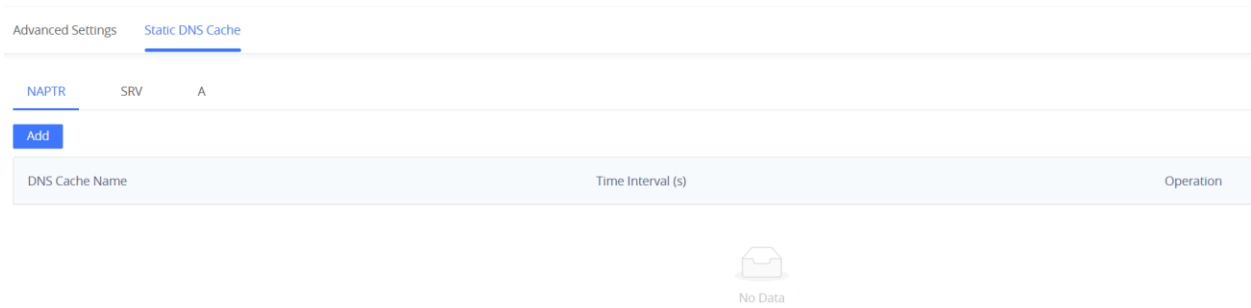 Advanced Settings Static DNS Cache
NAPTR SRV A
Add
DNS Cache Name Time Interval (s) Operation
No Data